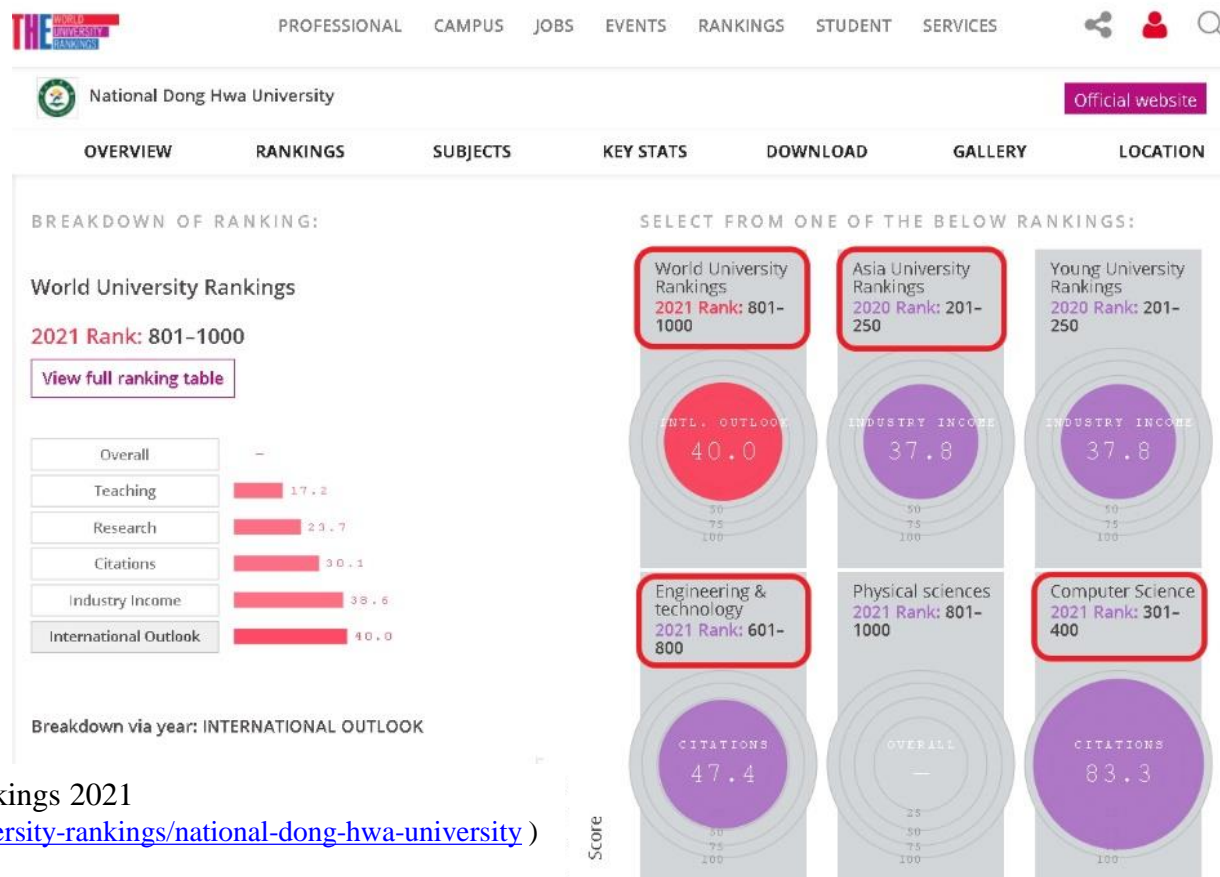 THE WORLD UNIVERSITY RANKINGS
PROFESSIONAL CAMPUS JOBS EVENTS RANKINGS STUDENT SERVICES
National Dong Hwa University
Official website
OVERVIEW RANKINGS SUBJECTS KEY STATS DOWNLOAD GALLERY LOCATION
BREAKDOWN OF RANKING:
World University Rankings
2021 Rank: 801–1000
View full ranking table
Overall –
Teaching 17.2
Research 23.7
Citations 30.1
Industry Income 38.6
International Outlook 40.0
Breakdown via year: INTERNATIONAL OUTLOOK
kings 2021
ersity-rankings/national-dong-hwa-university )
Score
SELECT FROM ONE OF THE BELOW RANKINGS:
World University
Rankings
2021 Rank: 801–
1000
INTL. OUTLOOK
40.0
50
75
100
Asia University
Rankings
2020 Rank: 201–
250
INDUSTRY INCOME
37.8
50
75
100
Young University
Rankings
2020 Rank: 201–
250
INDUSTRY INCOME
37.8
50
75
100
Engineering &
technology
2021 Rank: 601–
800
CITATIONS
47.4
50
75
100
Physical sciences
2021 Rank: 801–
1000
OVERALL
–
25
50
75
100
Computer Science
2021 Rank: 301–
400
CITATIONS
83.3
100